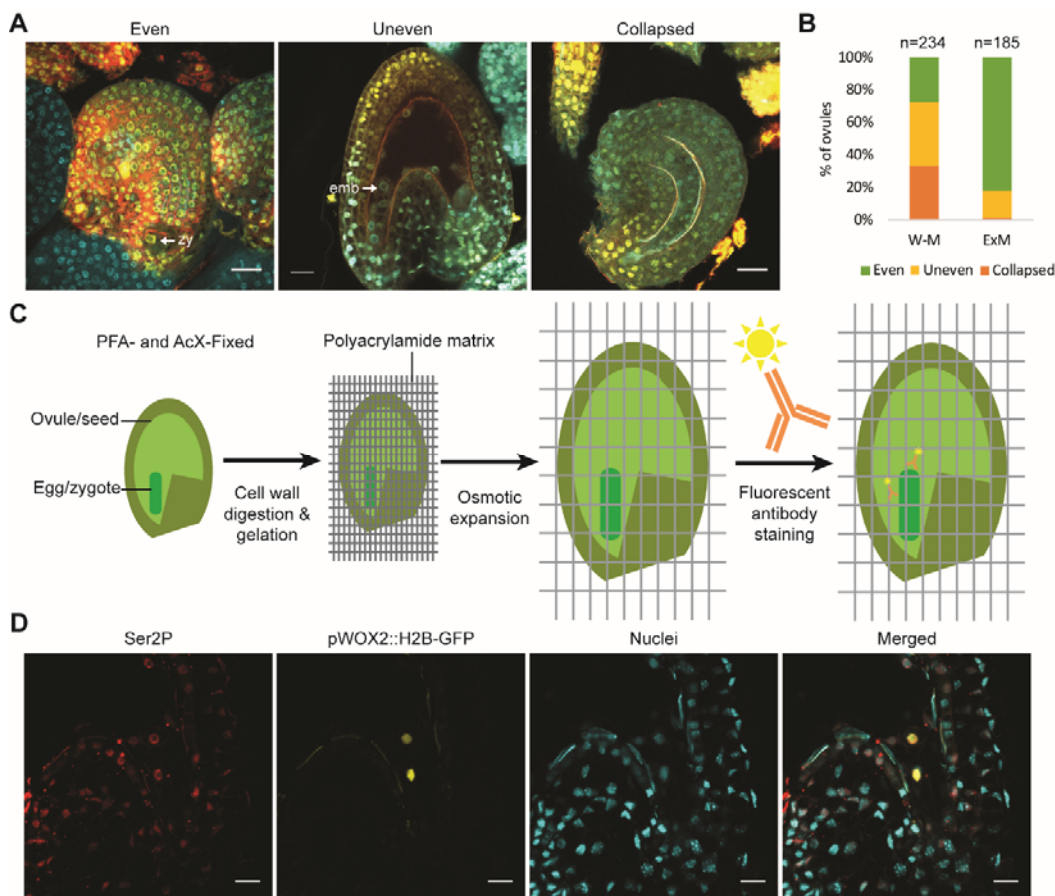 A
Even
Uneven
Collapsed
zy
emb
B
n=234 n=185
100%
80%
60%
40%
20%
0%
% of ovules
W-M ExM
Even Uneven Collapsed
C
PFA- and AcX-Fixed
Ovule/seed
Egg/zygote
Cell wall
digestion &
gelation
Polyacrylamide matrix
Osmotic
expansion
Fluorescent
antibody
staining
D
Ser2P
pWOX2::H2B-GFP
Nuclei
Merged